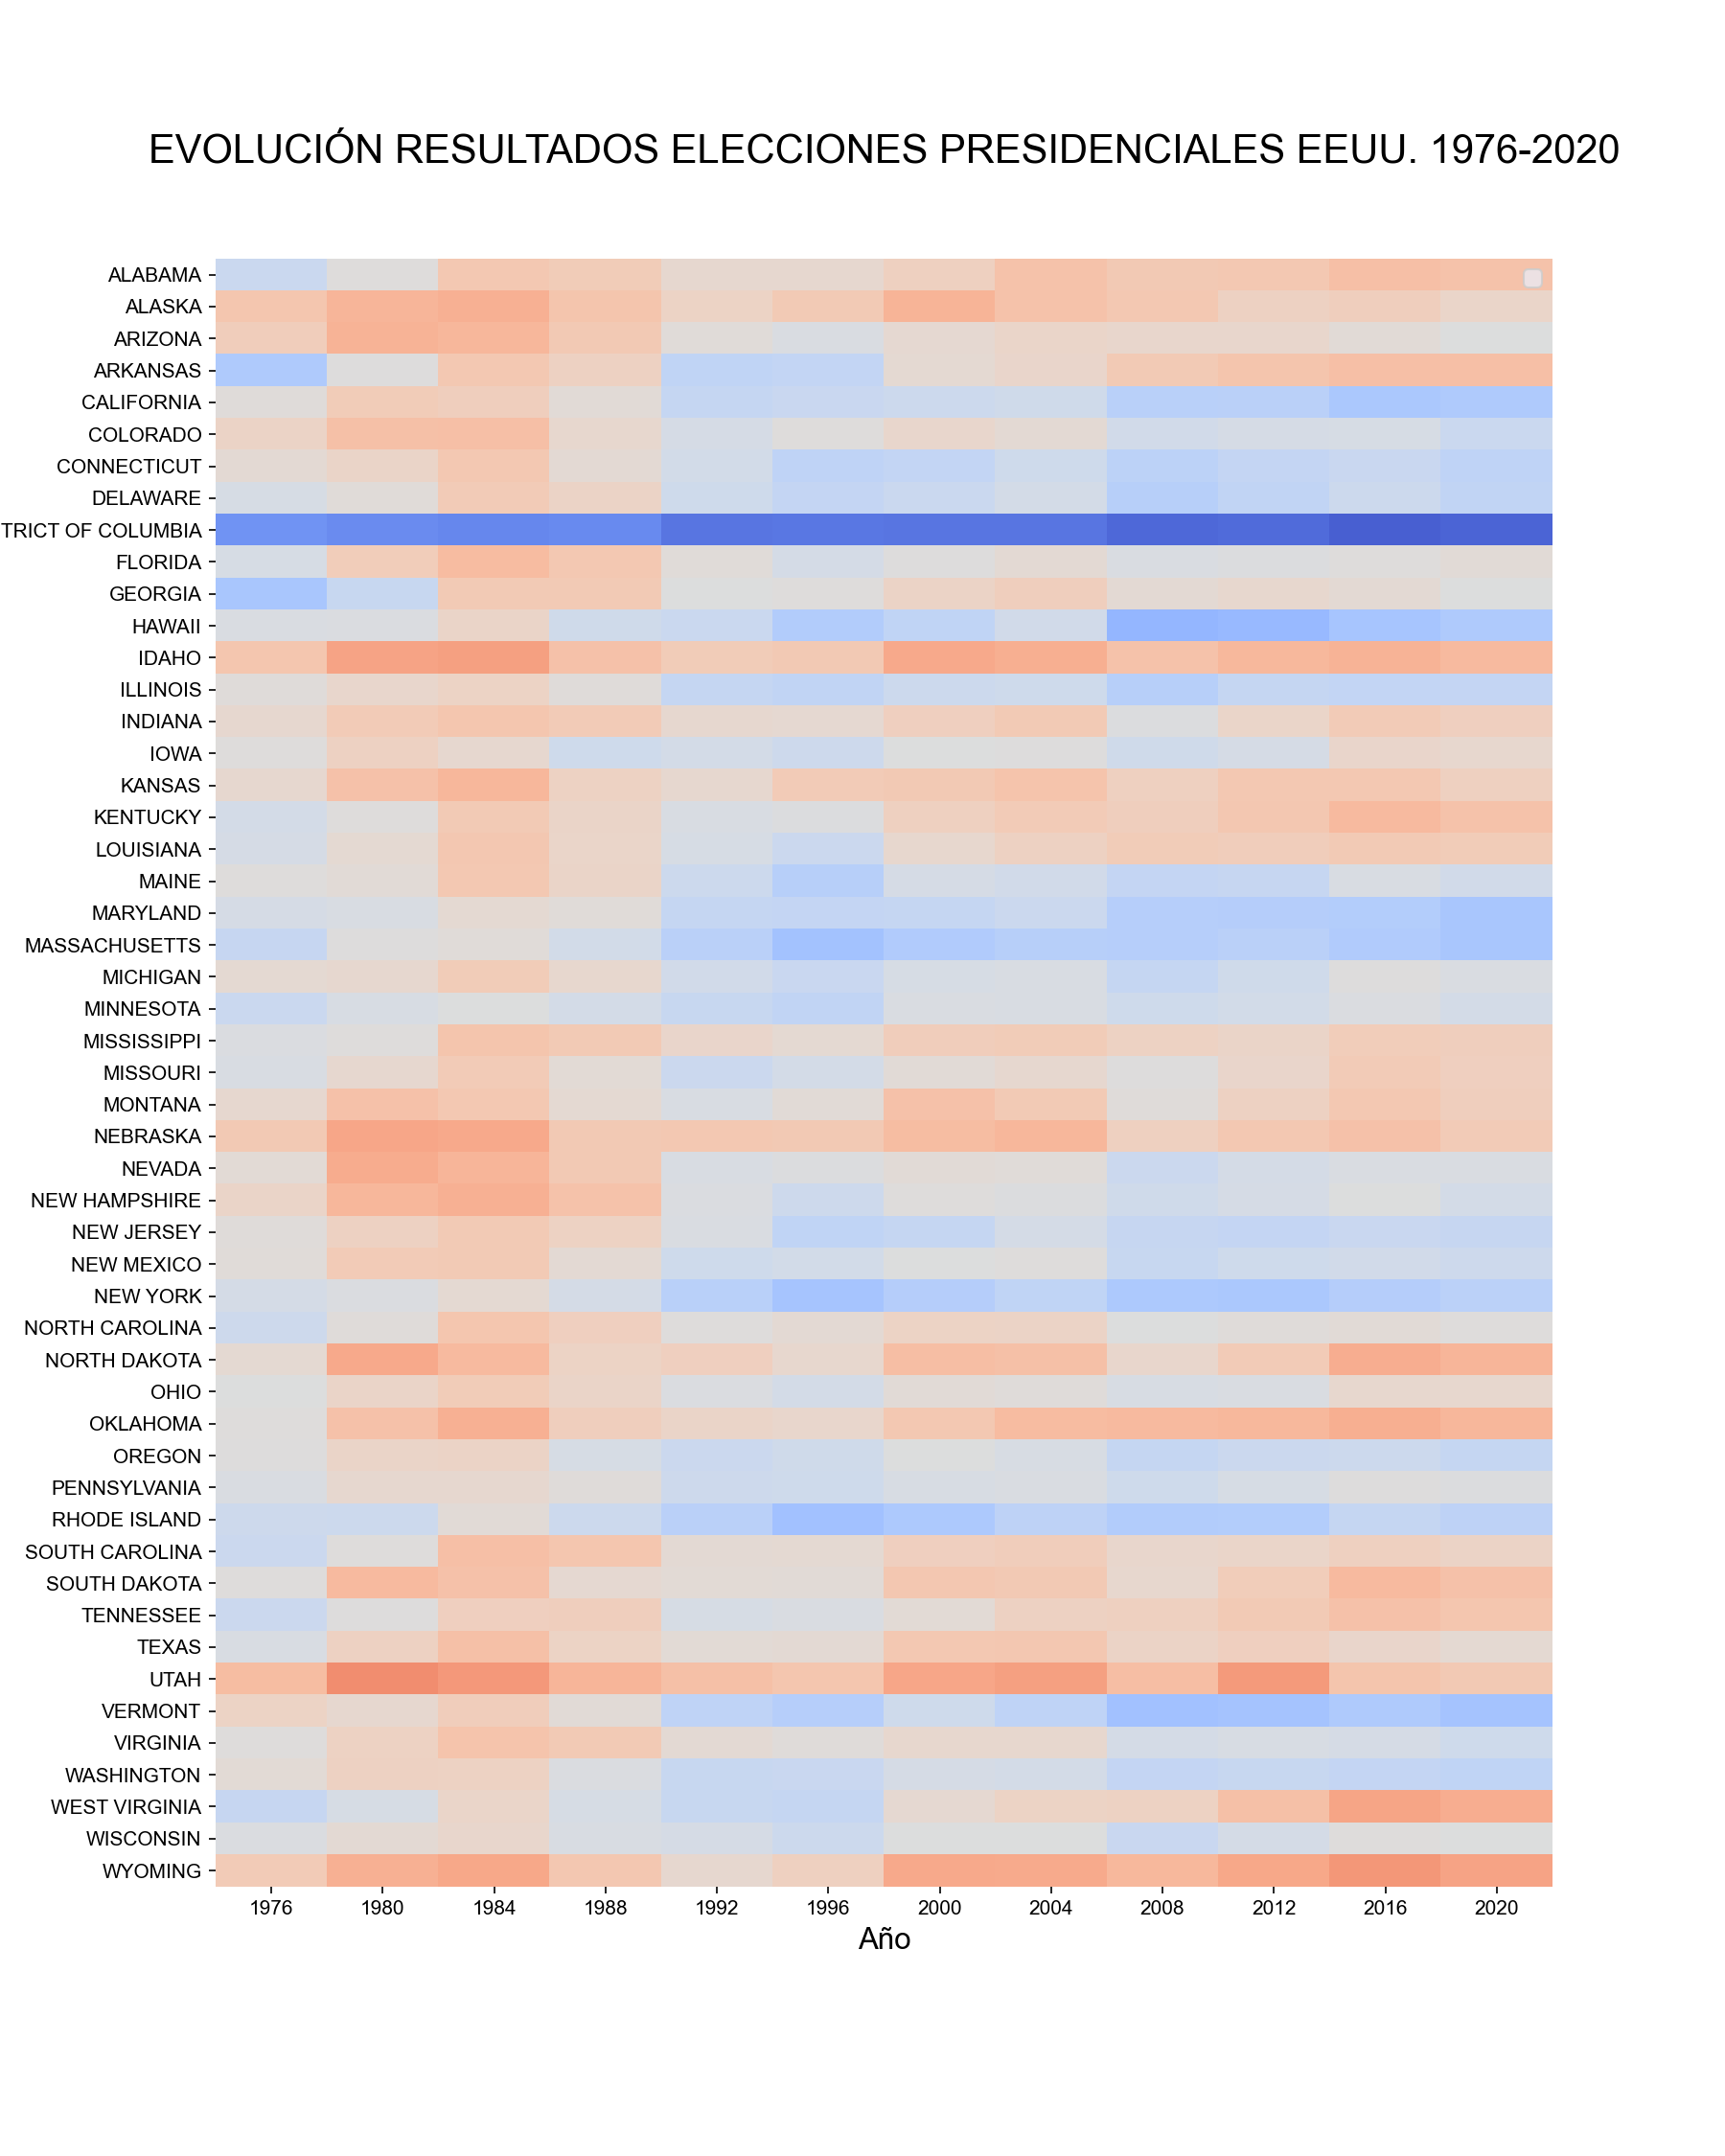 EVOLUCIÓN RESULTADOS ELECCIONES PRESIDENCIALES EEUU. 1976-2020
ALABAMA
ALASKA
ARIZONA
ARKANSAS
CALIFORNIA
COLORADO
CONNECTICUT
DELAWARE
TRICT OF COLUMBIA
FLORIDA
GEORGIA
HAWAII
IDAHO
ILLINOIS
INDIANA
IOWA
KANSAS
KENTUCKY
LOUISIANA
MAINE
MARYLAND
MASSACHUSETTS
MICHIGAN
MINNESOTA
MISSISSIPPI
MISSOURI
MONTANA
NEBRASKA
NEVADA
NEW HAMPSHIRE
NEW JERSEY
NEW MEXICO
NEW YORK
NORTH CAROLINA
NORTH DAKOTA
OHIO
OKLAHOMA
OREGON
PENNSYLVANIA
RHODE ISLAND
SOUTH CAROLINA
SOUTH DAKOTA
TENNESSEE
TEXAS
UTAH
VERMONT
VIRGINIA
WASHINGTON
WEST VIRGINIA
WISCONSIN
WYOMING
1976 1980 1984 1988 1992 1996 2000 2004 2008 2012 2016 2020
Año